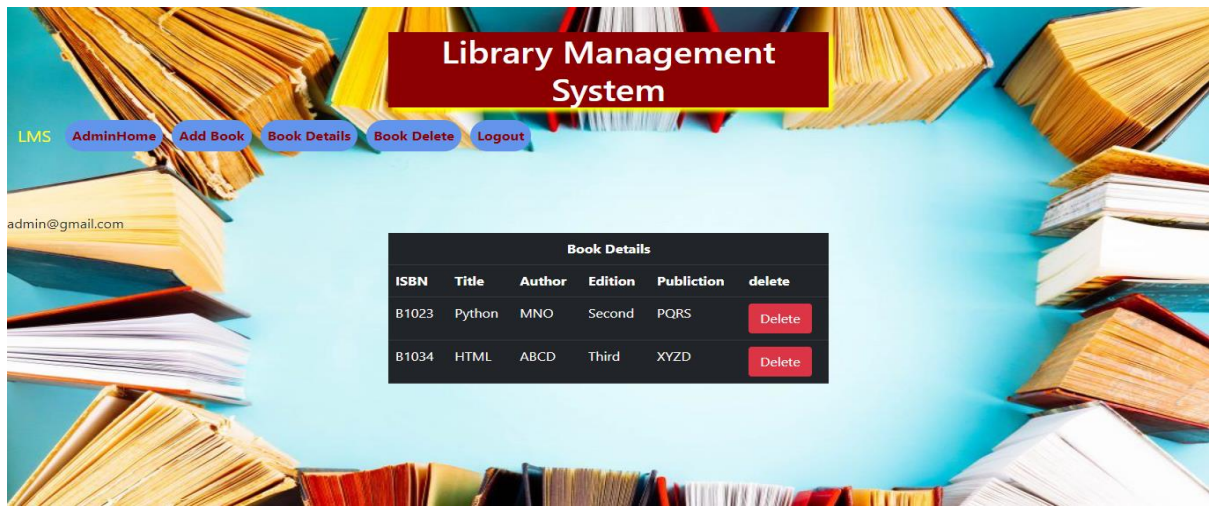 Library Management
System
LMS AdminHome Add Book Book Details Book Delete Logout
admin@gmail.com
Book Details
ISBN Title Author Edition Publiction delete
B1023 Python MNO Second PQRS Delete
B1034 HTML ABCD Third XYZD Delete